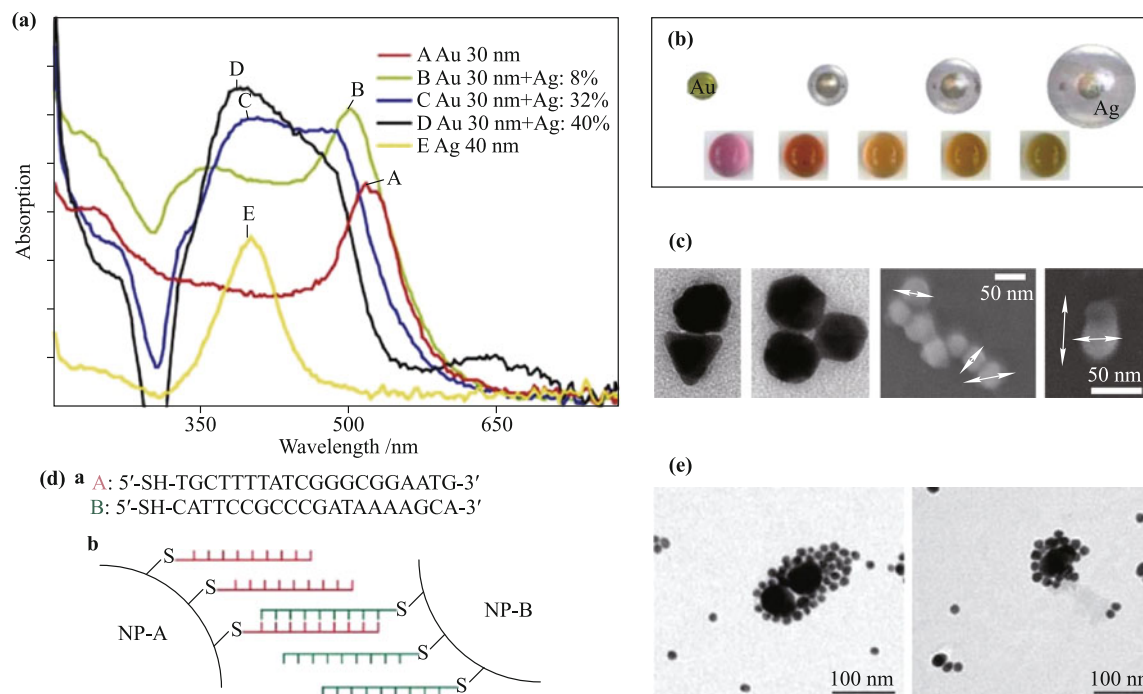 (a)
Absorption
D
C
B
A
E
A Au 30 nm
B Au 30 nm+Ag: 8%
C Au 30 nm+Ag: 32%
D Au 30 nm+Ag: 40%
E Ag 40 nm
350
500
650
Wavelength /nm
(b)
Au
Ag
(c)
50 nm
50 nm
(d) a
A: 5′-SH-TGCTTTTATCGGGCGGAATG-3′
B: 5′-SH-CATTCCGCCCGATAAAAGCA-3′
b
S
S
S
S
S
S
NP-A
NP-B
(e)
100 nm
100 nm